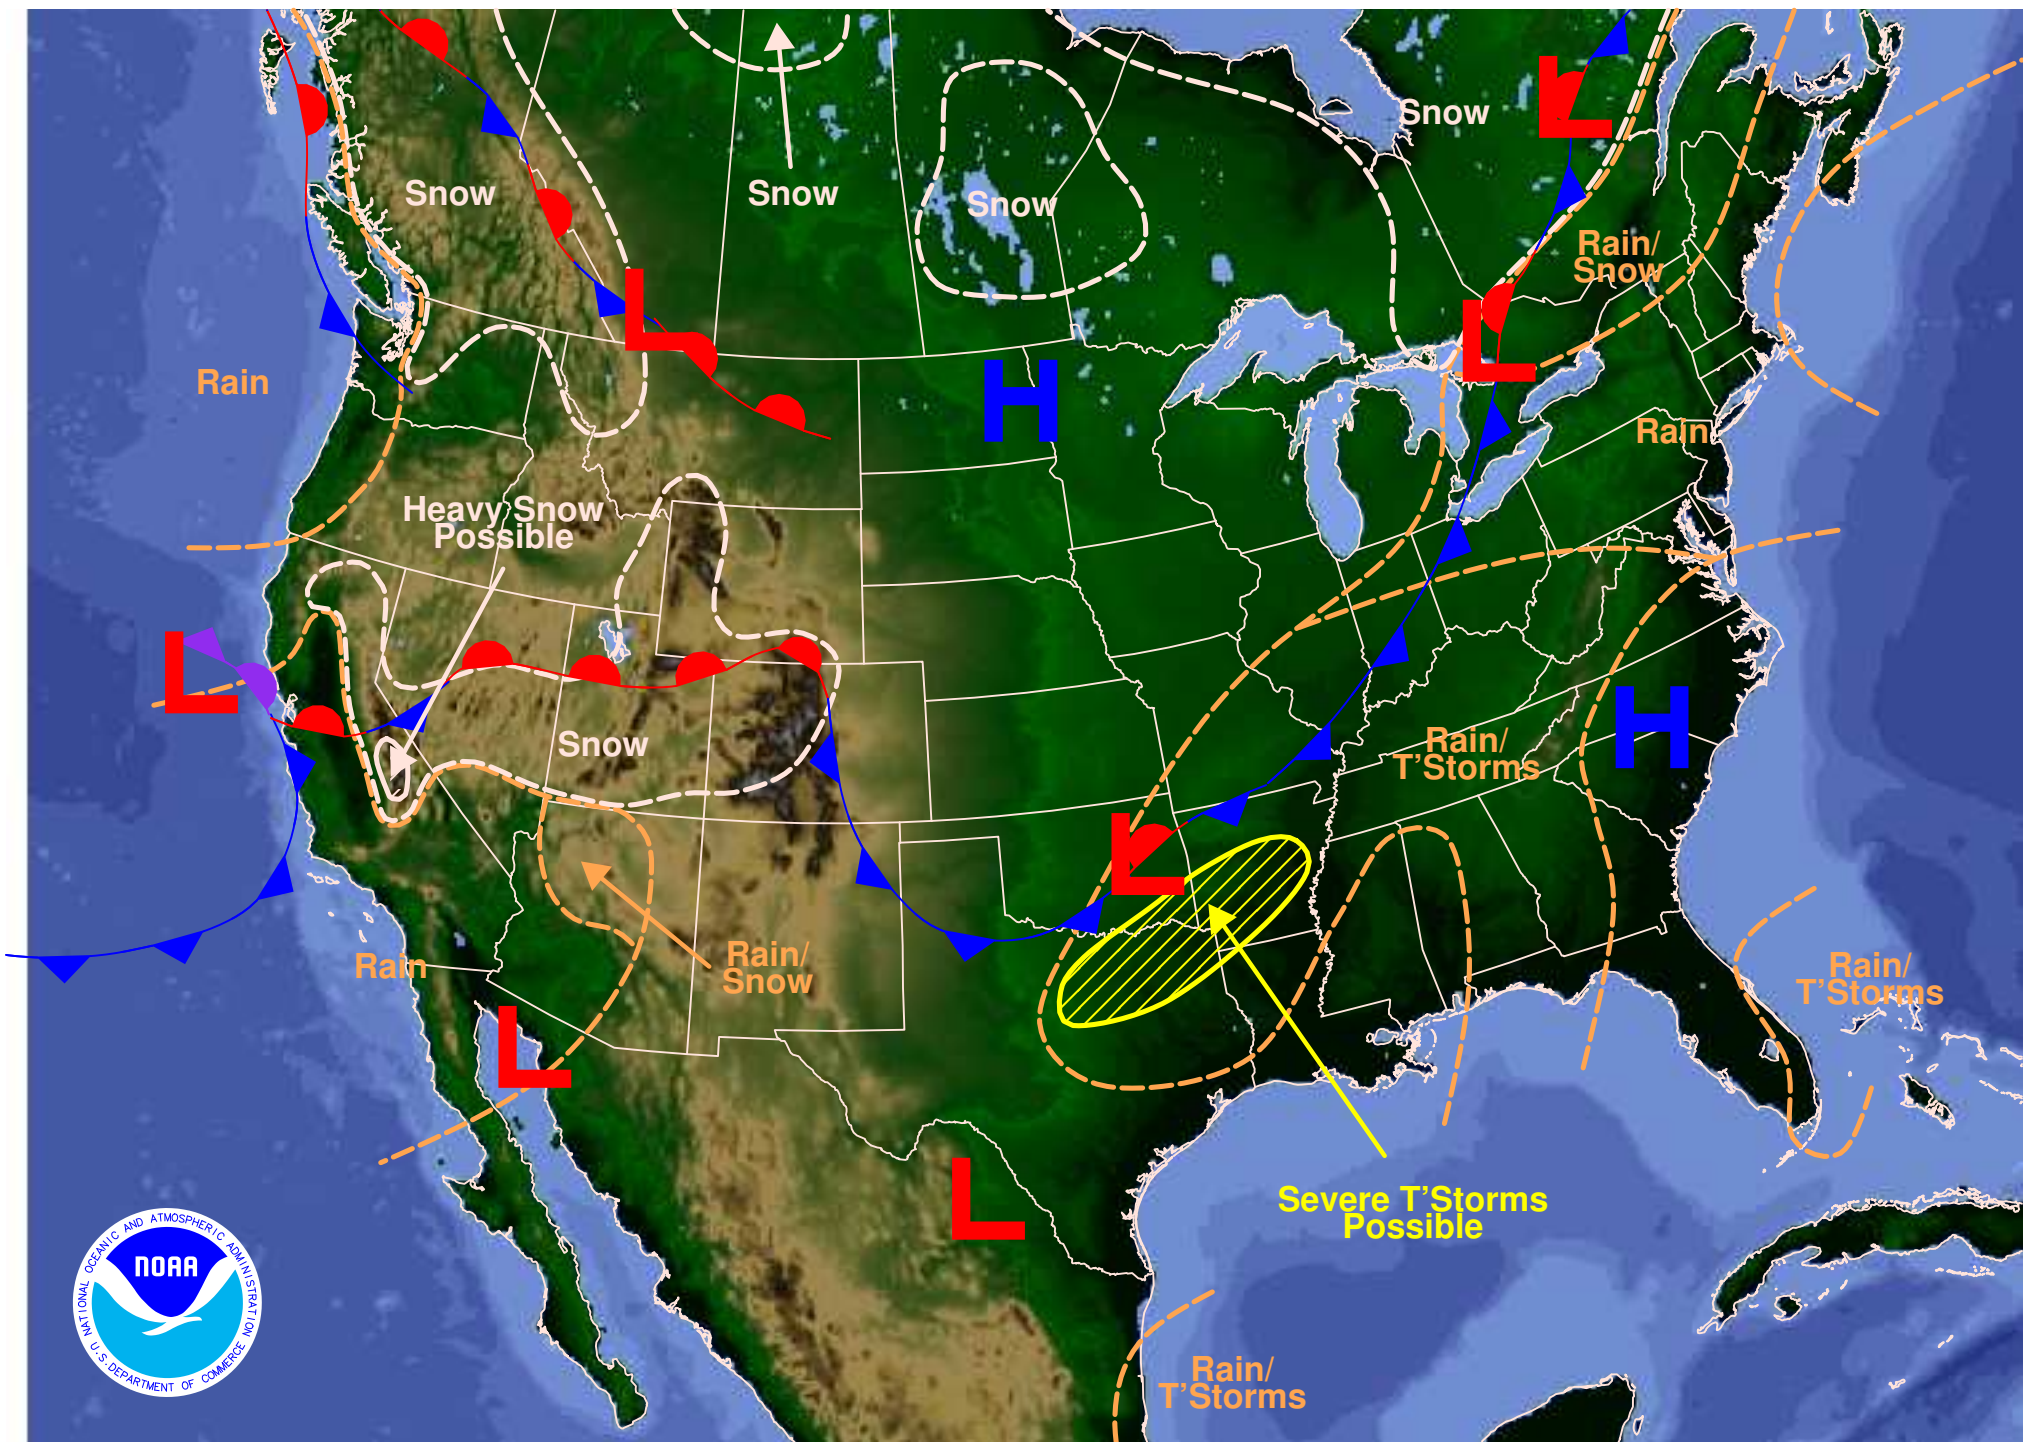 L
Snow
Snow
Snow
Snow
Rain/
Snow
L
L
H
Rain
Rain
Heavy Snow
Possible
L
H
Snow
Rain/
T'Storms
L
Rain
Rain/
Snow
Rain/
T'Storms
L
L
Severe T'Storms
Possible
NOAA
NATIONAL OCEANIC AND ATMOSPHERIC ADMINISTRATION
U.S. DEPARTMENT OF COMMERCE
Rain/
T'Storms